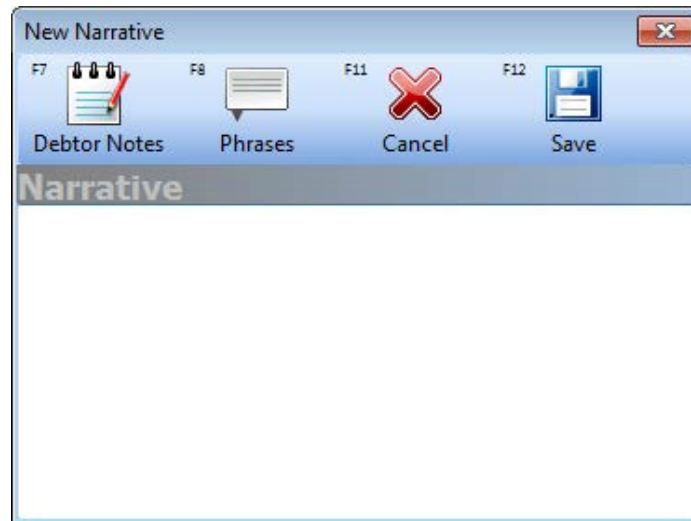 New Narrative
F7 F8 F11 F12
Debtor Notes Phrases Cancel Save
Narrative